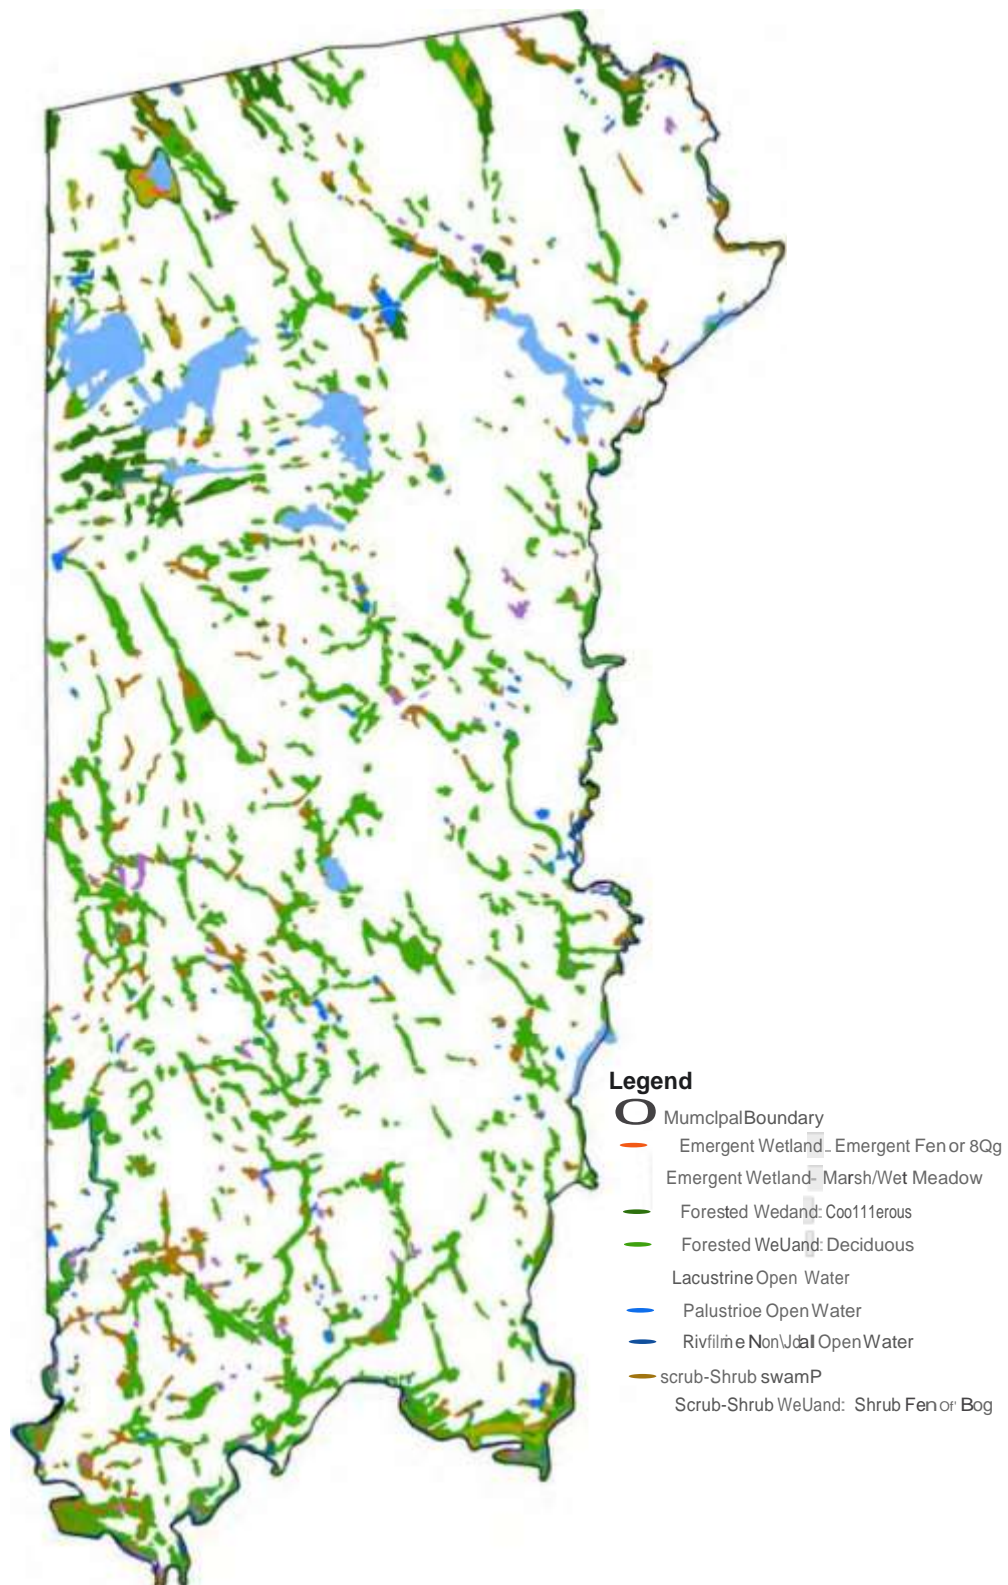 Legend
MumclpalBoundary
Emergent Wetland - Emergent Fen or 8Qg
Emergent Wetland- Marsh/Wet Meadow
Forested Wedand: Coo111erous
Forested WeUand: Deciduous
Lacustrine Open Water
Palustrioe Open Water
Open Water
scrub-Shrub swamP
Scrub-Shrub WeUand: Shrub Fen Of' Bog